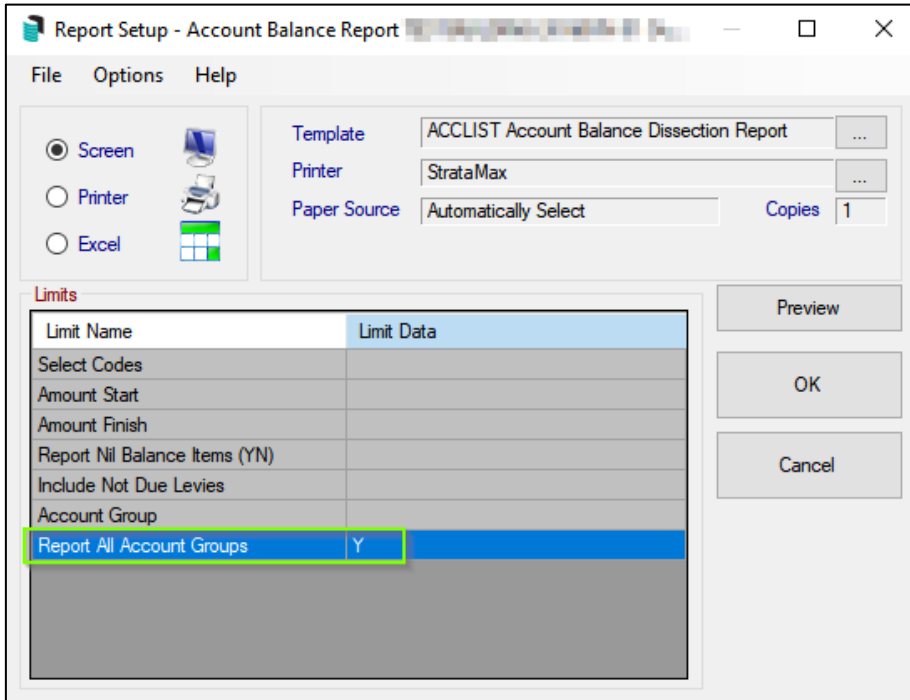 Report Setup - Account Balance Report
File Options Help
Screen
Printer
Excel
Template ACCLIST Account Balance Dissection Report ...
Printer StrataMax ...
Paper Source Automatically Select Copies 1
Limits
Limit Name Limit Data
Select Codes
Amount Start
Amount Finish
Report Nil Balance Items (YN)
Include Not Due Levies
Account Group
Report All Account Groups Y
Preview
OK
Cancel